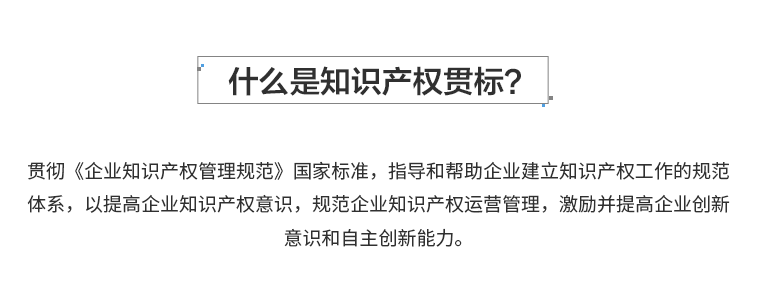 什么是知识产权贯标？
贯彻《企业知识产权管理规范》国家标准，指导和帮助企业建立知识产权工作的规范
体系，以提高企业知识产权意识，规范企业知识产权运营管理，激励并提高企业创新
意识和自主创新能力。